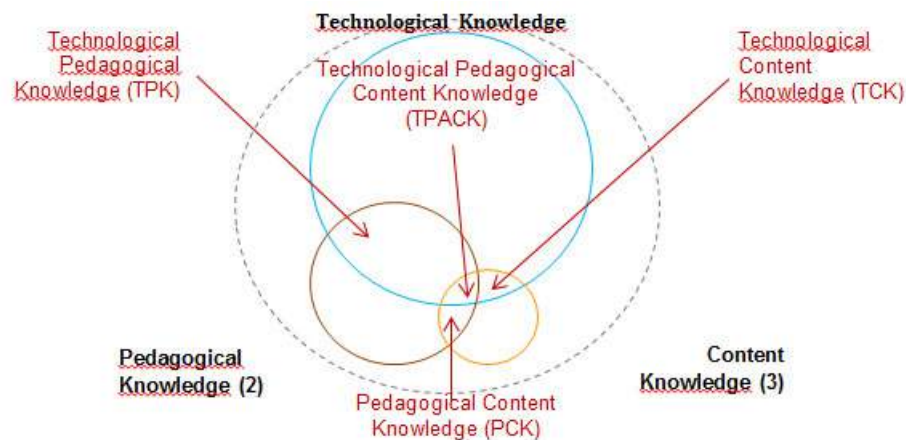 Technological Knowledge
Technological
Pedagogical
Knowledge (TPK)
Technological Pedagogical
Content Knowledge
(TPACK)
Technological
Content
Knowledge (TCK)
Pedagogical
Knowledge (2)
Content
Knowledge (3)
Pedagogical Content
Knowledge (PCK)